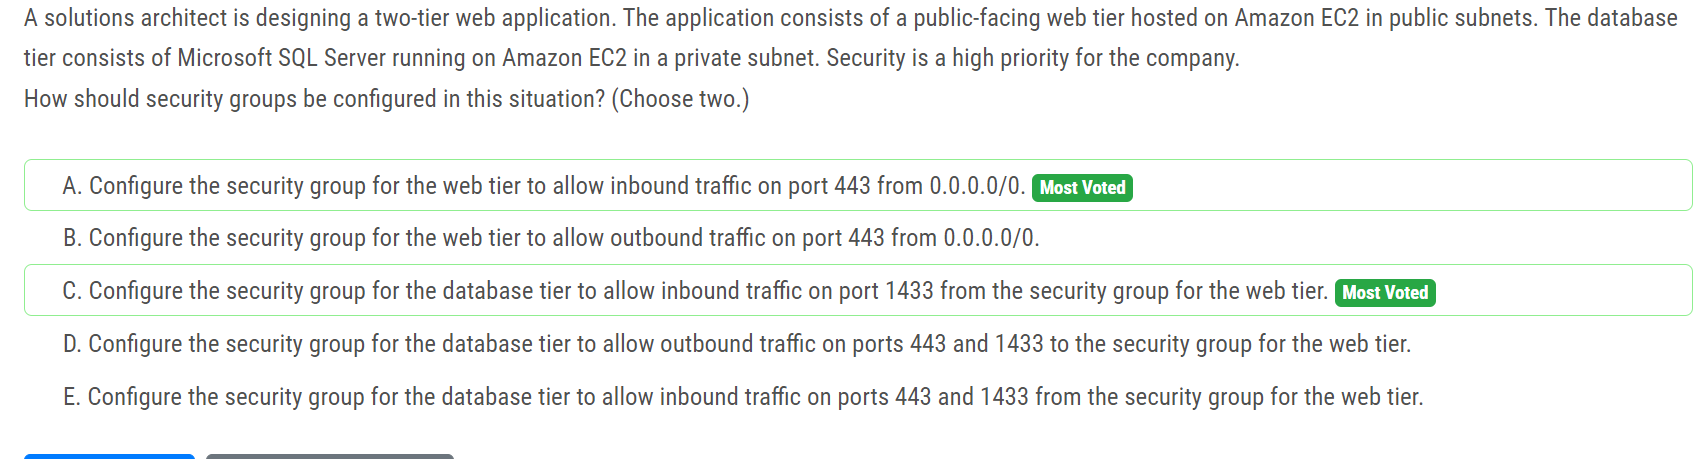 A solutions architect is designing a two-tier web application. The application consists of a public-facing web tier hosted on Amazon EC2 in public subnets. The database
tier consists of Microsoft SQL Server running on Amazon EC2 in a private subnet. Security is a high priority for the company.
How should security groups be configured in this situation? (Choose two.)
A. Configure the security group for the web tier to allow inbound traffic on port 443 from 0.0.0.0/0. Most Voted
B. Configure the security group for the web tier to allow outbound traffic on port 443 from 0.0.0.0/0.
C. Configure the security group for the database tier to allow inbound traffic on port 1433 from the security group for the web tier. Most Voted
D. Configure the security group for the database tier to allow outbound traffic on ports 443 and 1433 to the security group for the web tier.
E. Configure the security group for the database tier to allow inbound traffic on ports 443 and 1433 from the security group for the web tier.